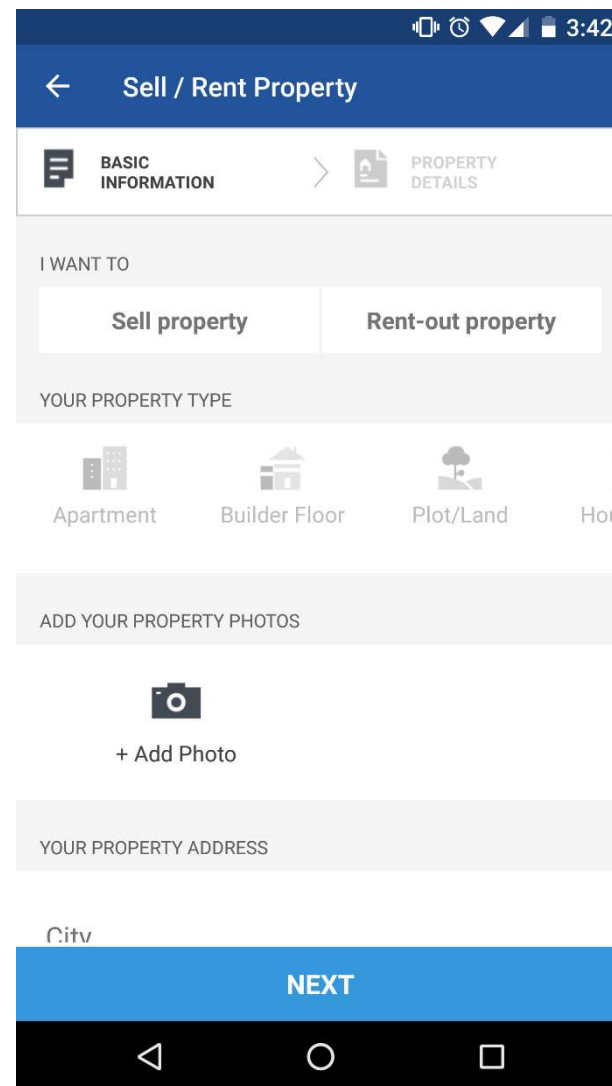 3:42
Sell / Rent Property
BASIC
INFORMATION
PROPERTY
DETAILS
I WANT TO
Sell property Rent-out property
YOUR PROPERTY TYPE
Apartment Builder Floor Plot/Land Hou
ADD YOUR PROPERTY PHOTOS
+ Add Photo
YOUR PROPERTY ADDRESS
City
NEXT